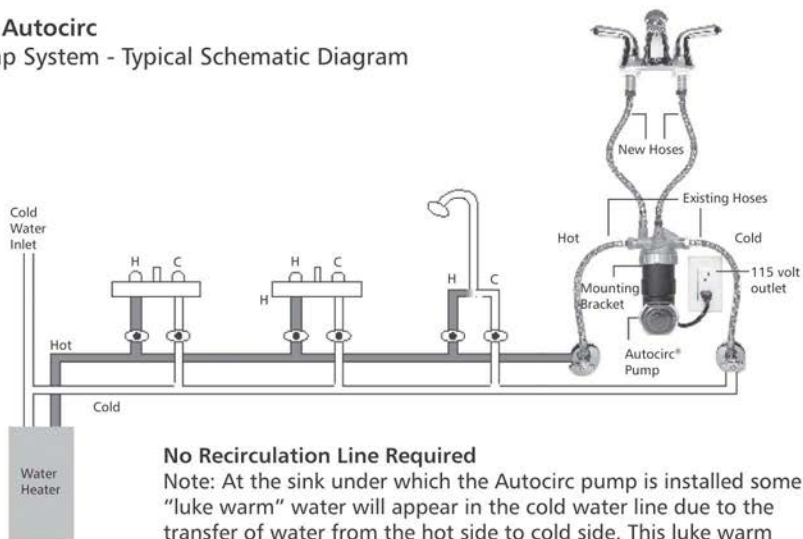 Autocirc
p System - Typical Schematic Diagram
New Hoses
Existing Hoses
Cold
Water
Inlet
Hot
Cold
H C
H C
H
H C
115 volt
outlet
Mounting
Bracket
Autocirc®
Pump
Hot
Cold
Water
Heater
No Recirculation Line Required
Note: At the sink under which the Autocirc pump is installed some
“luke warm” water will appear in the cold water line due to the
transfer of water from the hot side to cold side. This luke warm